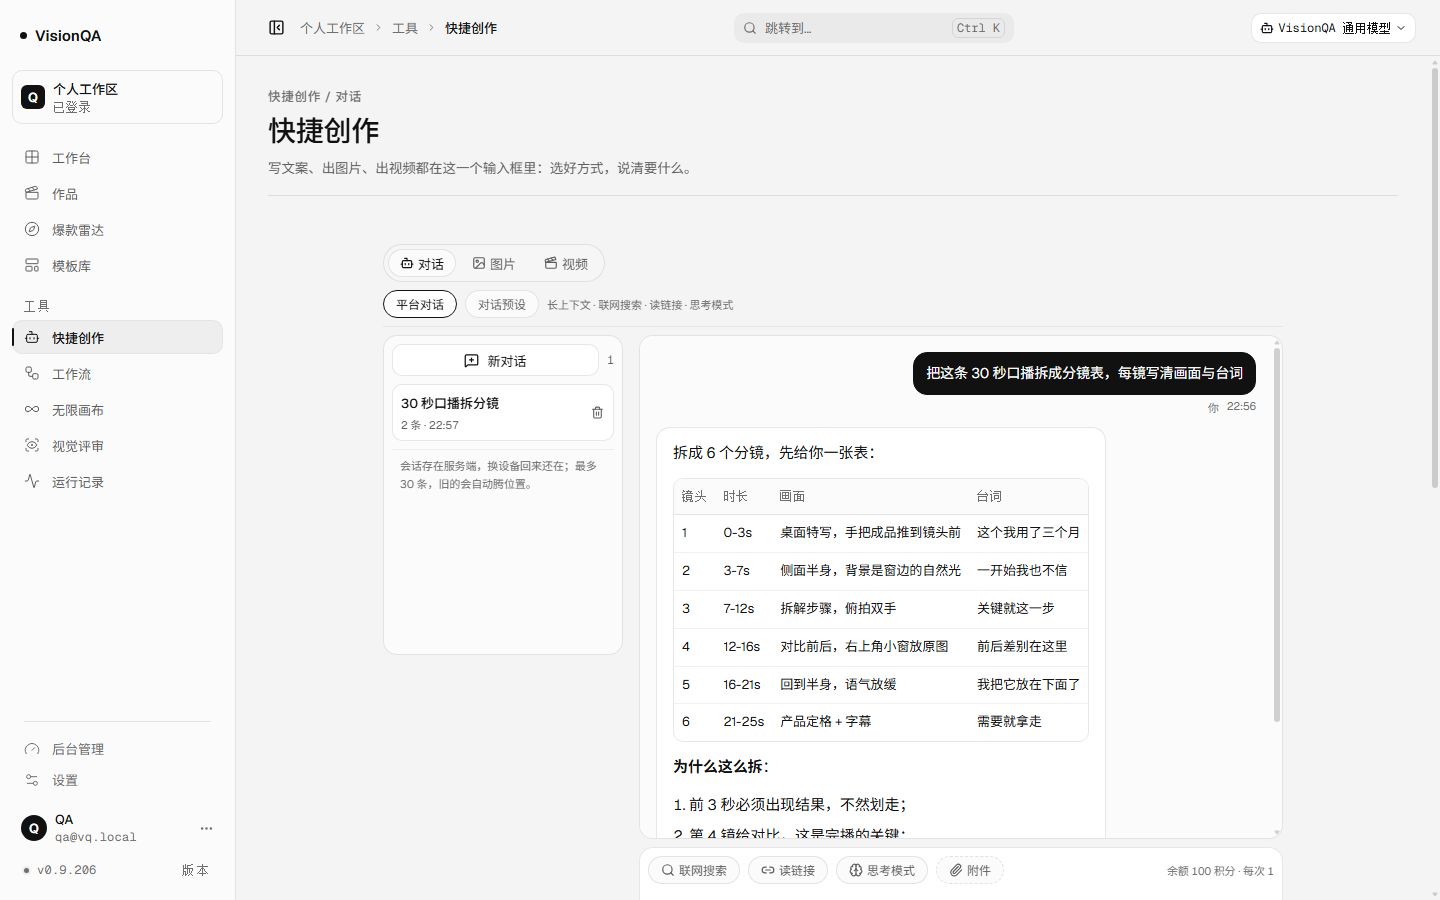 VisionQA
Q
个人工作区
已登录
工作台
作品
爆款雷达
模板库
工具
快捷创作
工作流
无限画布
视觉评审
运行记录
后台管理
设置
Q
QA
qa@vq.local
v0.9.206
版本
个人工作区 > 工具 > 快捷创作
跳转到…
Ctrl K
VisionQA 通用模型
快捷创作 / 对话
快捷创作
写文案、出图片、出视频都在这一个输入框里：选好方式，说清要什么。
对话 图片 视频
平台对话 对话预设 长上下文 · 联网搜索 · 读链接 · 思考模式
新对话 1
30 秒口播拆分镜
2 条 · 22:57
会话存在服务端，换设备回来还在；最多
30 条，旧的会自动腾位置。
把这条 30 秒口播拆成分镜表，每镜写清画面与台词
你 22:56
拆成 6 个分镜，先给你一张表：
镜头 时长 画面 台词
1 0-3s 桌面特写，手把成品推到镜头前 这个我用了三个月
2 3-7s 侧面半身，背景是窗边的自然光 一开始我也不信
3 7-12s 拆解步骤，俯拍双手 关键就这一步
4 12-16s 对比前后，右上角小窗放原图 前后差别在这里
5 16-21s 回到半身，语气放缓 我把它放在下面了
6 21-25s 产品定格 + 字幕 需要就拿走
为什么这么拆：
1. 前 3 秒必须出现结果，不然划走；
2. 第 4 镜给对比，这是完播的关键；
联网搜索 读链接 思考模式 附件
余额 100 积分 · 每次 1